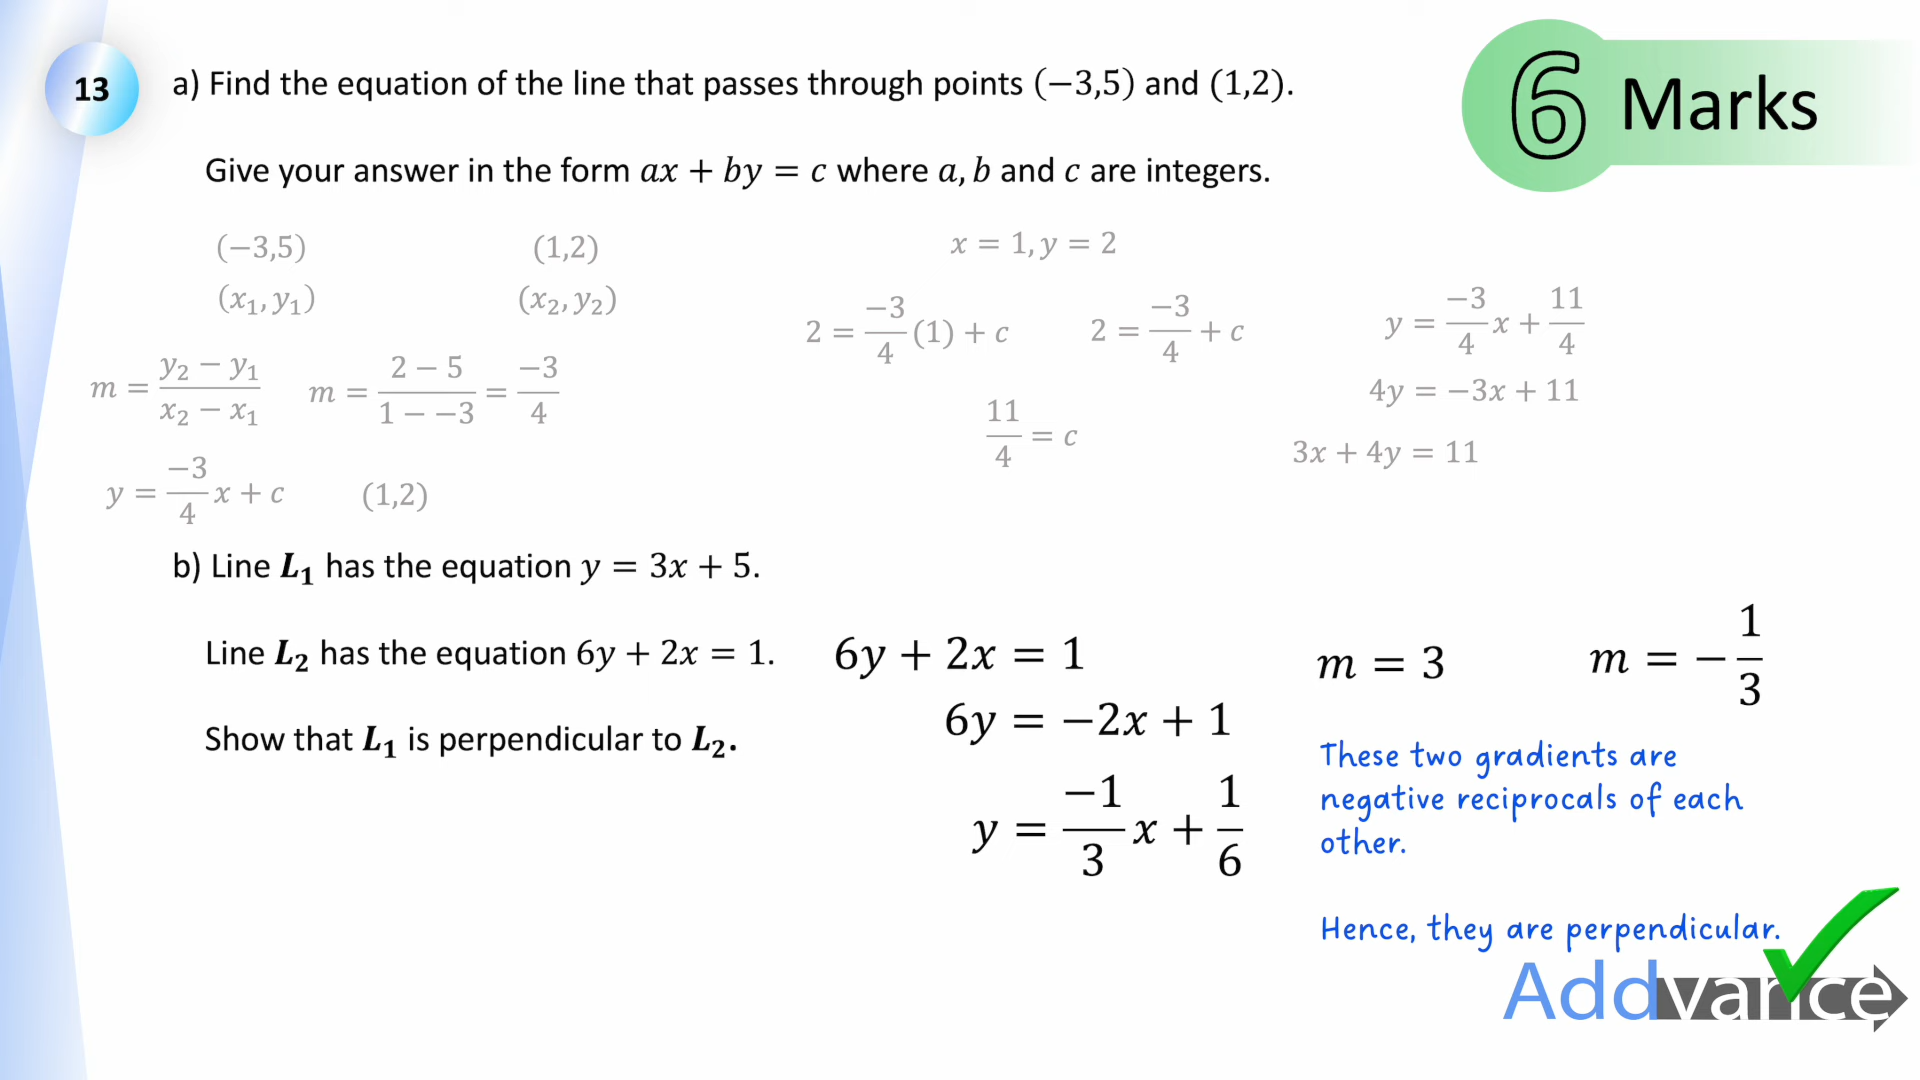 13
a) Find the equation of the line that passes through points (−3,5) and (1,2).
6 Marks
Give your answer in the form ax + by = c where a, b and c are integers.
(−3,5) (1,2)
(x₁, y₁) (x₂, y₂)
m = (y₂ − y₁)/(x₂ − x₁) m = (2 − 5)/(1 − −3) = −3/4
y = −3/4 x + c (1,2)
x = 1, y = 2
2 = −3/4 (1) + c 2 = −3/4 + c
11/4 = c
y = −3/4 x + 11/4
4y = −3x + 11
3x + 4y = 11
b) Line L₁ has the equation y = 3x + 5.
Line L₂ has the equation 6y + 2x = 1.
Show that L₁ is perpendicular to L₂.
6y + 2x = 1
6y = −2x + 1
y = −1/3 x + 1/6
m = 3 m = −1/3
These two gradients are
negative reciprocals of each
other.
Hence, they are perpendicular.
Addvance